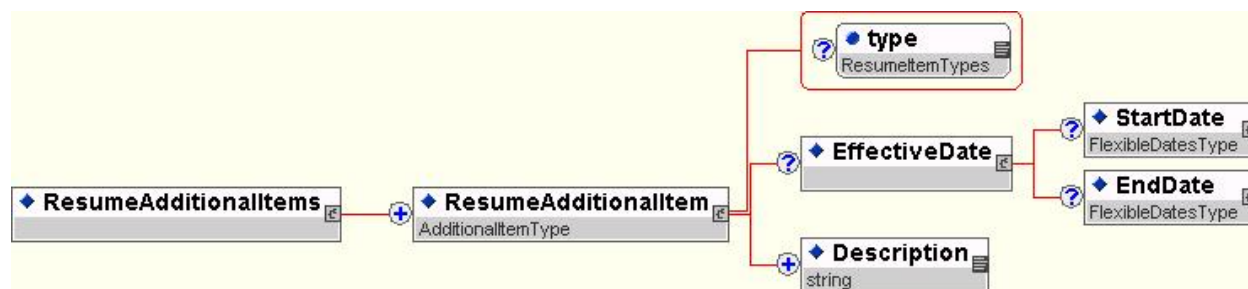 type
ResumeItemTypes
StartDate
FlexibleDatesType
EffectiveDate
EndDate
FlexibleDatesType
ResumeAdditionalItems
ResumeAdditionalItem
AdditionalItemType
Description
string